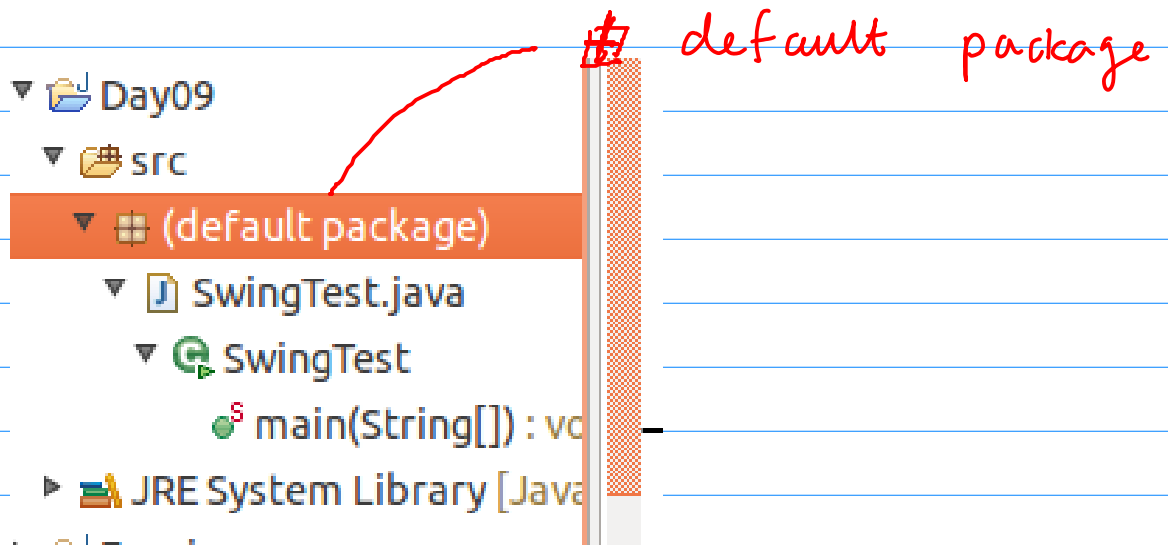 default package
Day09
src
(default package)
SwingTest.java
SwingTest
main(String[]) : vo
JRE System Library [Java